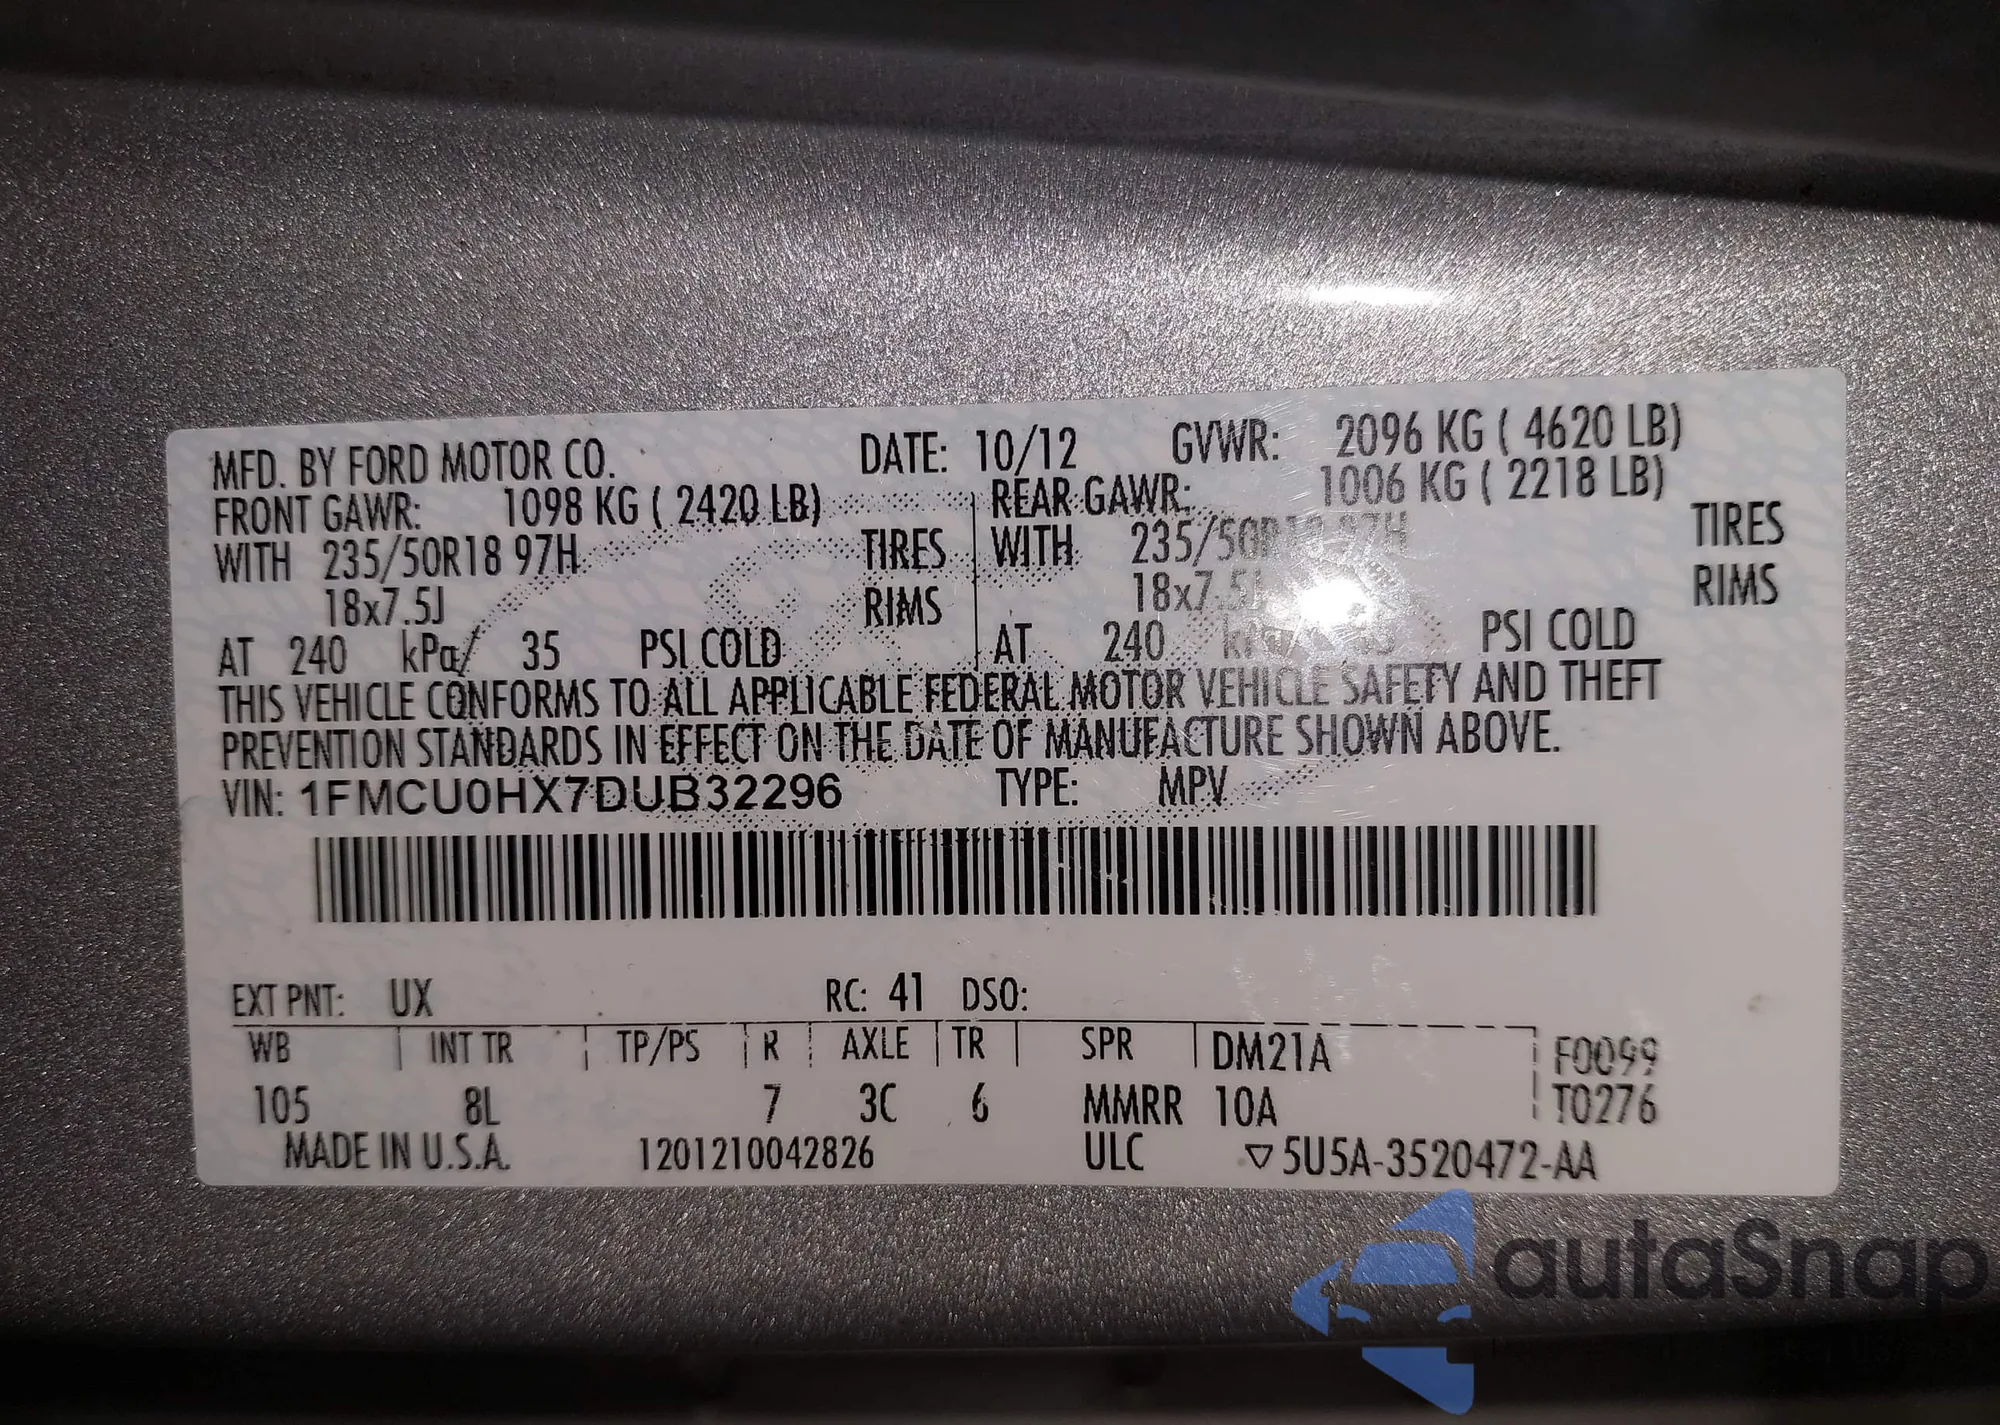 MFD. BY FORD MOTOR CO. DATE: 10/12 GVWR: 2096 KG ( 4620 LB)
FRONT GAWR: 1098 KG ( 2420 LB) REAR GAWR: 1006 KG ( 2218 LB)
WITH 235/50R18 97H TIRES WITH 235/50R18 97H TIRES
18x7.5J RIMS 18x7.5J RIMS
AT 240 kPa/ 35 PSI COLD AT 240 PSI COLD
THIS VEHICLE CONFORMS TO ALL APPLICABLE FEDERAL MOTOR VEHICLE SAFETY AND THEFT
PREVENTION STANDARDS IN EFFECT ON THE DATE OF MANUFACTURE SHOWN ABOVE.
VIN: 1FMCU0HX7DUB32296 TYPE: MPV
EXT PNT: UX RC: 41 DSO:
WB INT TR TP/PS R AXLE TR SPR DM21A F0099
105 8L 7 3C 6 MMRR 10A T0276
MADE IN U.S.A. 1201210042826 ULC ▽5U5A-3520472-AA
autaSnap